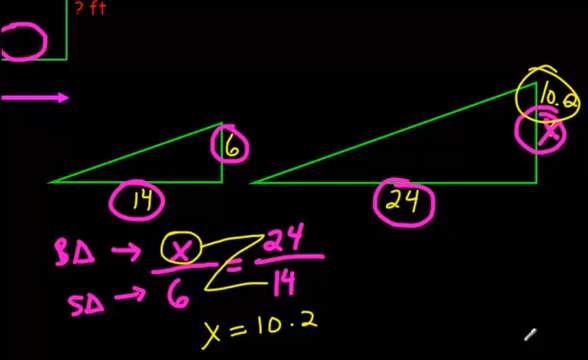 ? ft
10.2
6
x
14
24
BΔ → x/6 = 24/14
SΔ →
x = 10.2